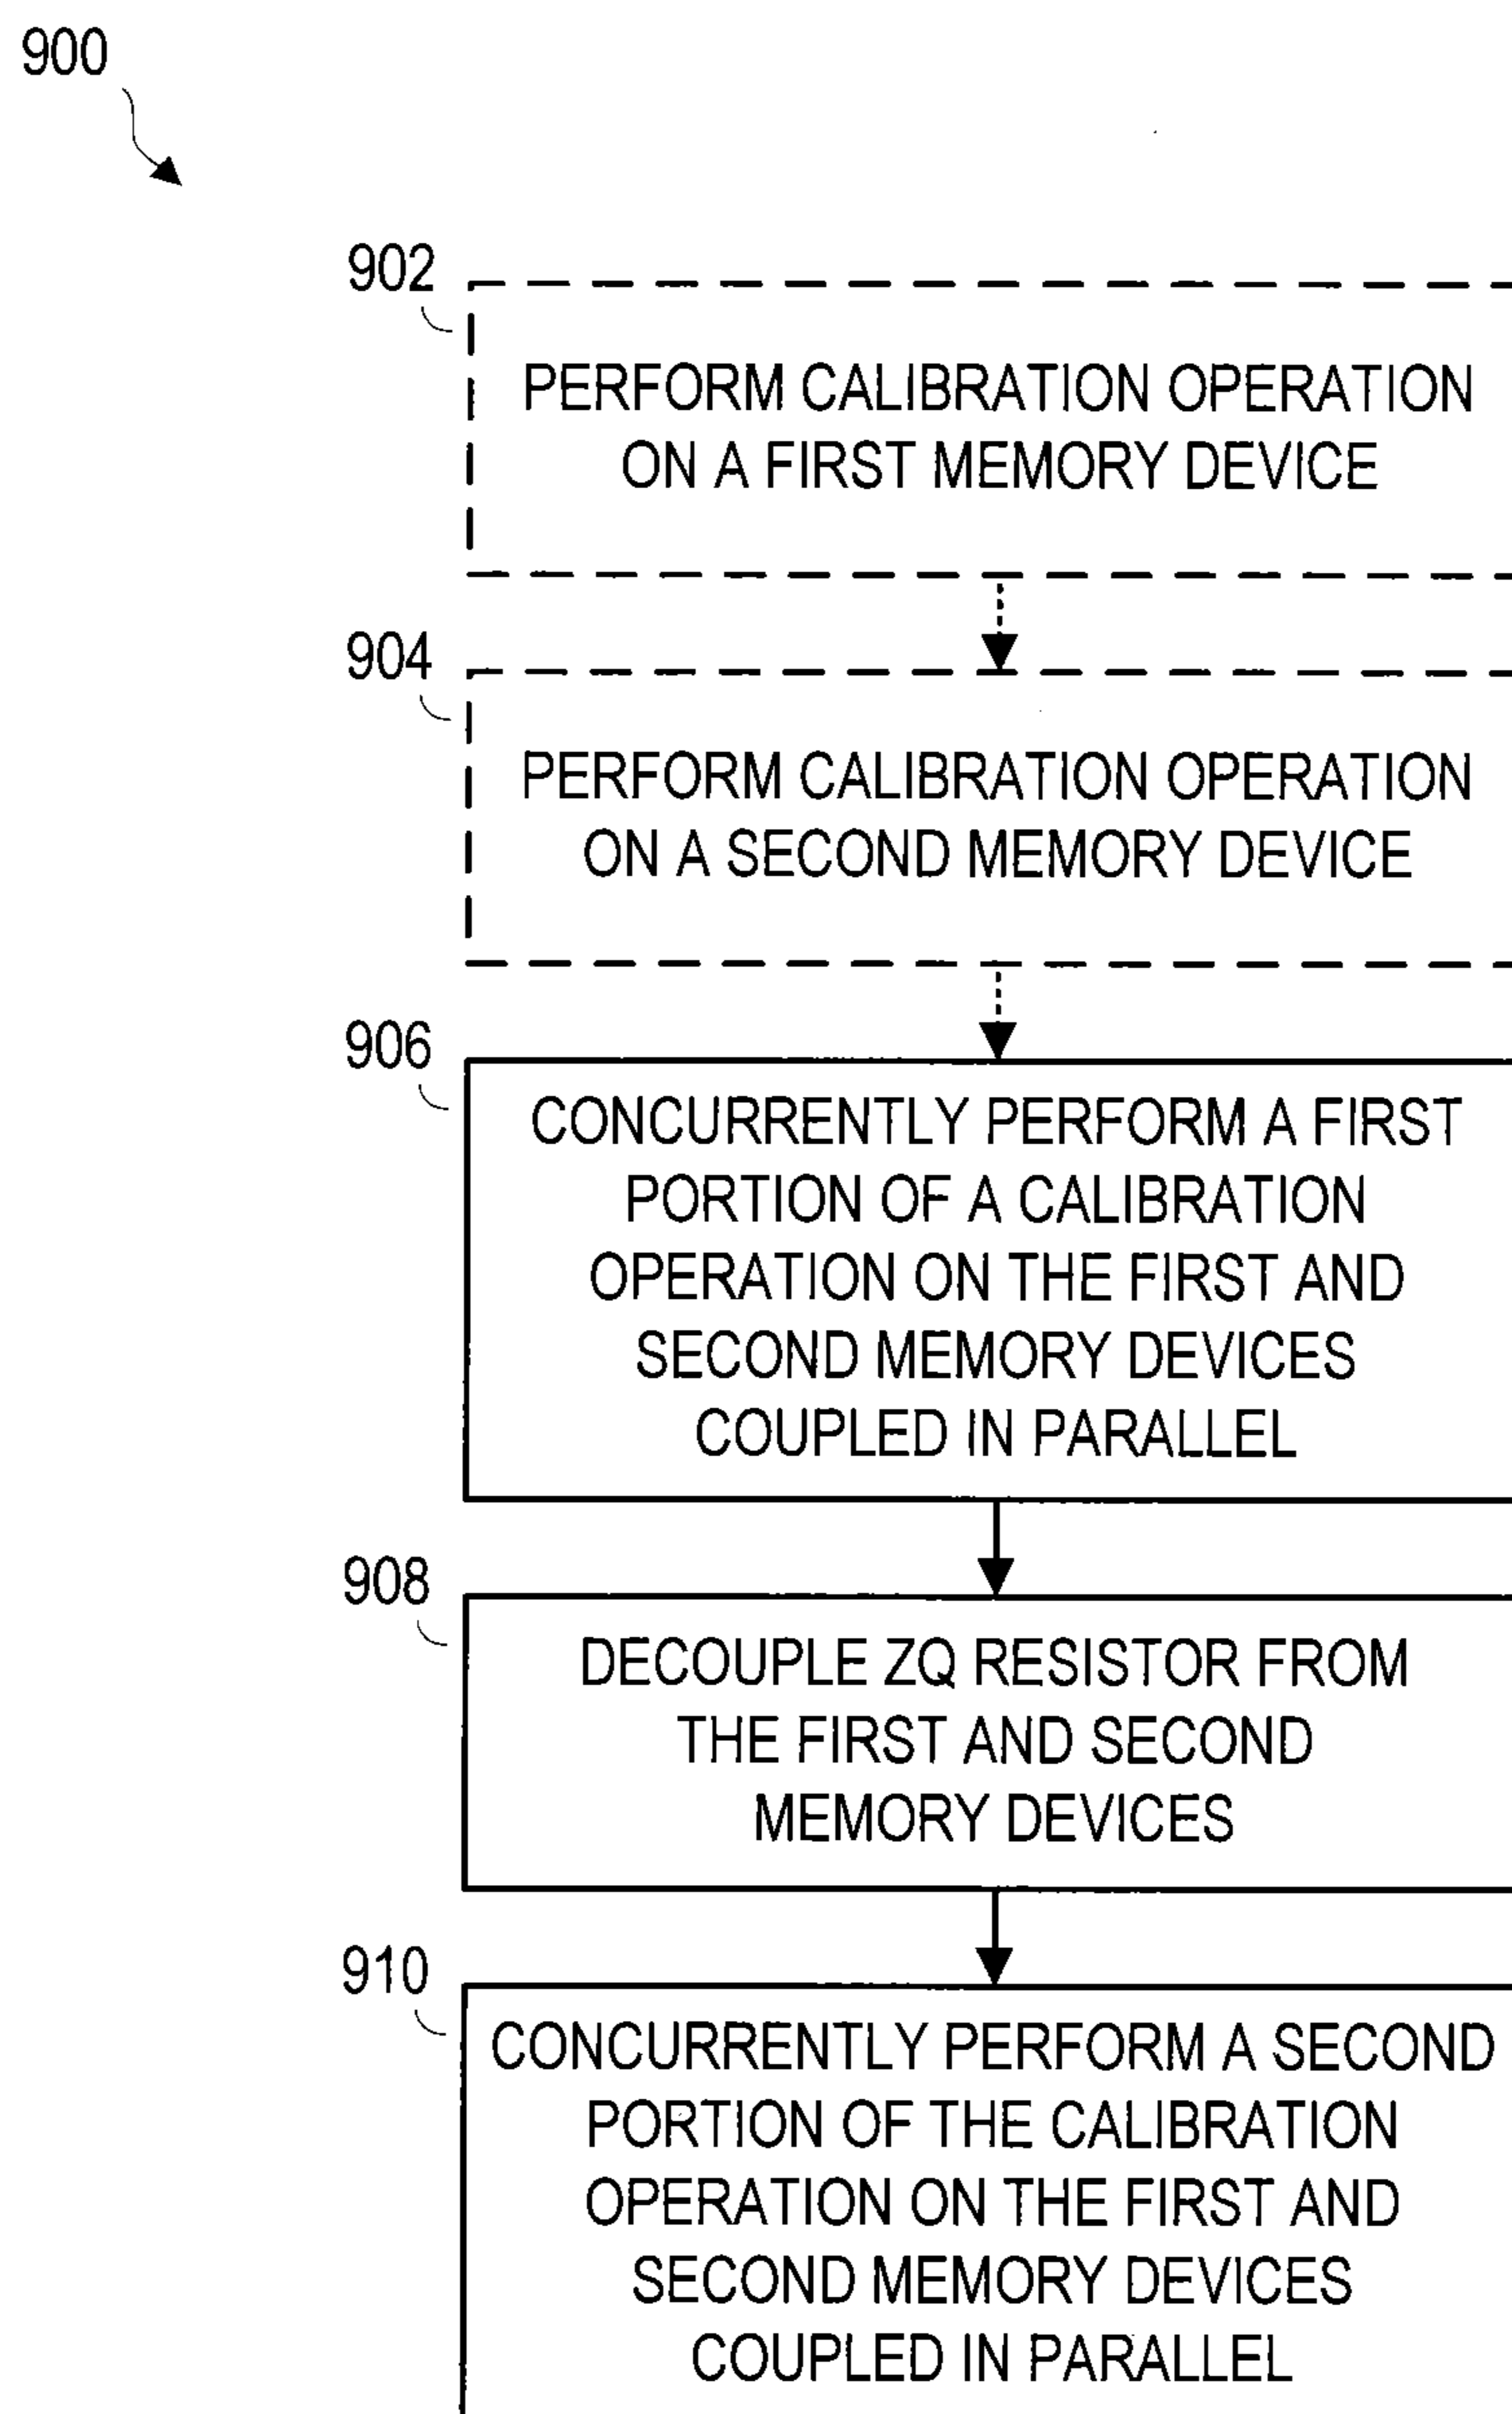 900
902
PERFORM CALIBRATION OPERATION
ON A FIRST MEMORY DEVICE
904
PERFORM CALIBRATION OPERATION
ON A SECOND MEMORY DEVICE
906
CONCURRENTLY PERFORM A FIRST
PORTION OF A CALIBRATION
OPERATION ON THE FIRST AND
SECOND MEMORY DEVICES
COUPLED IN PARALLEL
908
DECOUPLE ZQ RESISTOR FROM
THE FIRST AND SECOND
MEMORY DEVICES
910
CONCURRENTLY PERFORM A SECOND
PORTION OF THE CALIBRATION
OPERATION ON THE FIRST AND
SECOND MEMORY DEVICES
COUPLED IN PARALLEL